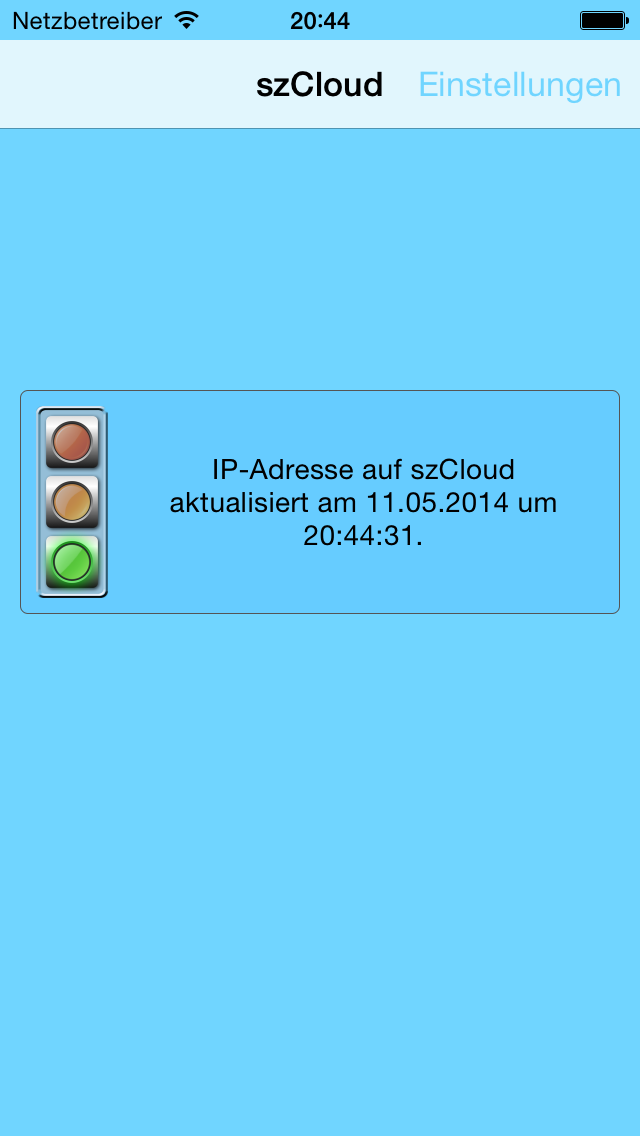 Netzbetreiber 20:44
szCloud Einstellungen
IP-Adresse auf szCloud
aktualisiert am 11.05.2014 um
20:44:31.